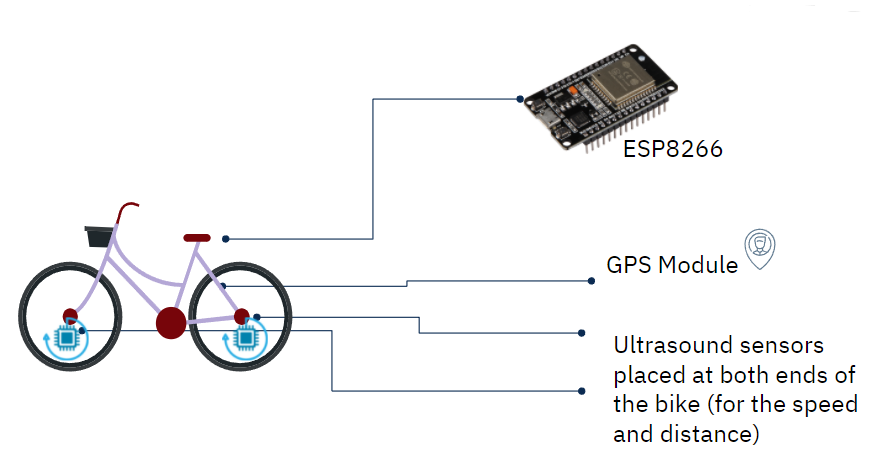 ESP8266
GPS Module
Ultrasound sensors
placed at both ends of
the bike (for the speed
and distance)